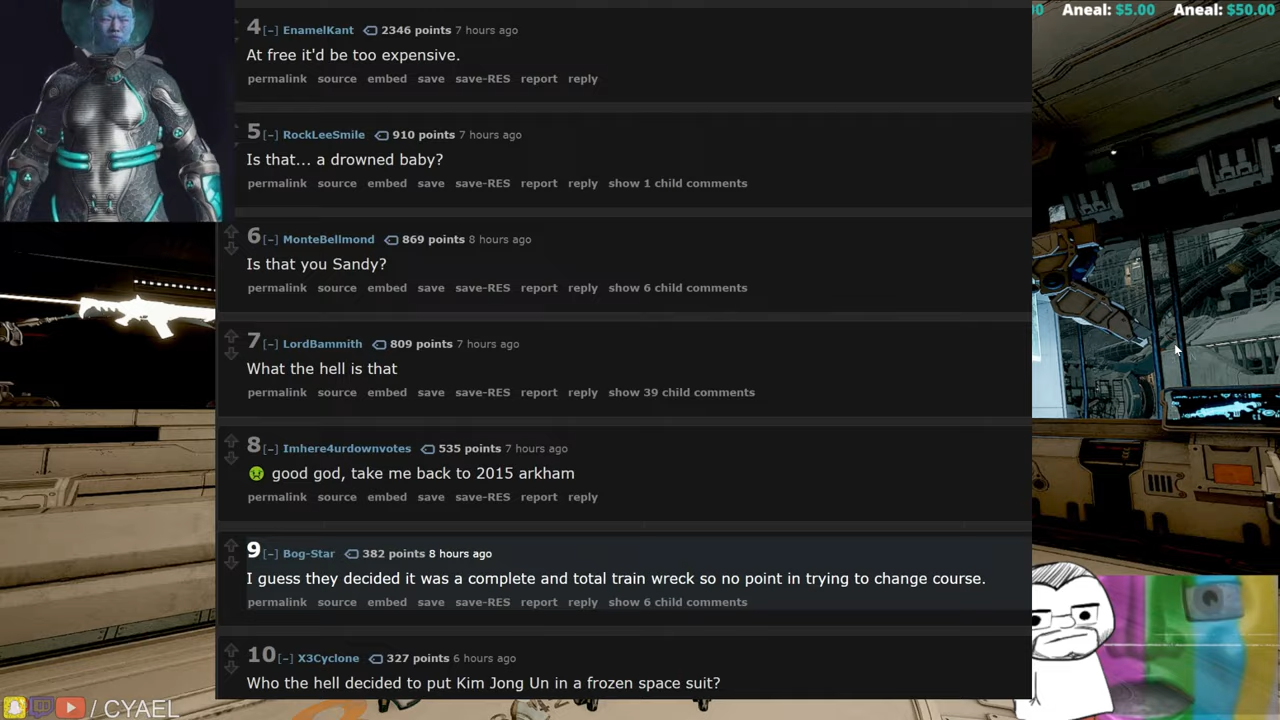 0 Aneal: $5.00 Aneal: $50.00
4 [–] EnamelKant 2346 points 7 hours ago
At free it'd be too expensive.
permalink source embed save save-RES report reply
5 [–] RockLeeSmile 910 points 7 hours ago
Is that... a drowned baby?
permalink source embed save save-RES report reply show 1 child comments
6 [–] MonteBellmond 869 points 8 hours ago
Is that you Sandy?
permalink source embed save save-RES report reply show 6 child comments
7 [–] LordBammith 809 points 7 hours ago
What the hell is that
permalink source embed save save-RES report reply show 39 child comments
8 [–] Imhere4urdownvotes 535 points 7 hours ago
🤢 good god, take me back to 2015 arkham
permalink source embed save save-RES report reply
9 [–] Bog-Star 382 points 8 hours ago
I guess they decided it was a complete and total train wreck so no point in trying to change course.
permalink source embed save save-RES report reply show 6 child comments
10 [–] X3Cyclone 327 points 6 hours ago
Who the hell decided to put Kim Jong Un in a frozen space suit?
/ CYAEL